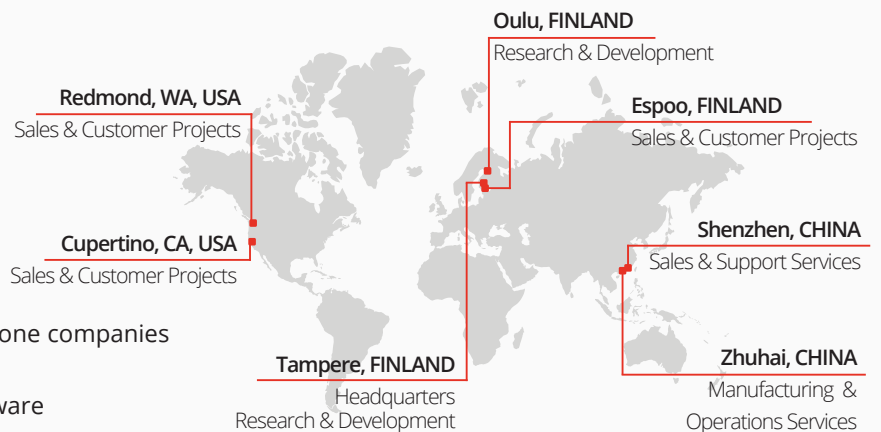 Oulu, FINLAND
Research & Development
Redmond, WA, USA
Sales & Customer Projects
Espoo, FINLAND
Sales & Customer Projects
Cupertino, CA, USA
Sales & Customer Projects
Shenzhen, CHINA
Sales & Support Services
one companies
Tampere, FINLAND
Headquarters
Research & Development
Zhuhai, CHINA
Manufacturing &
Operations Services
ware